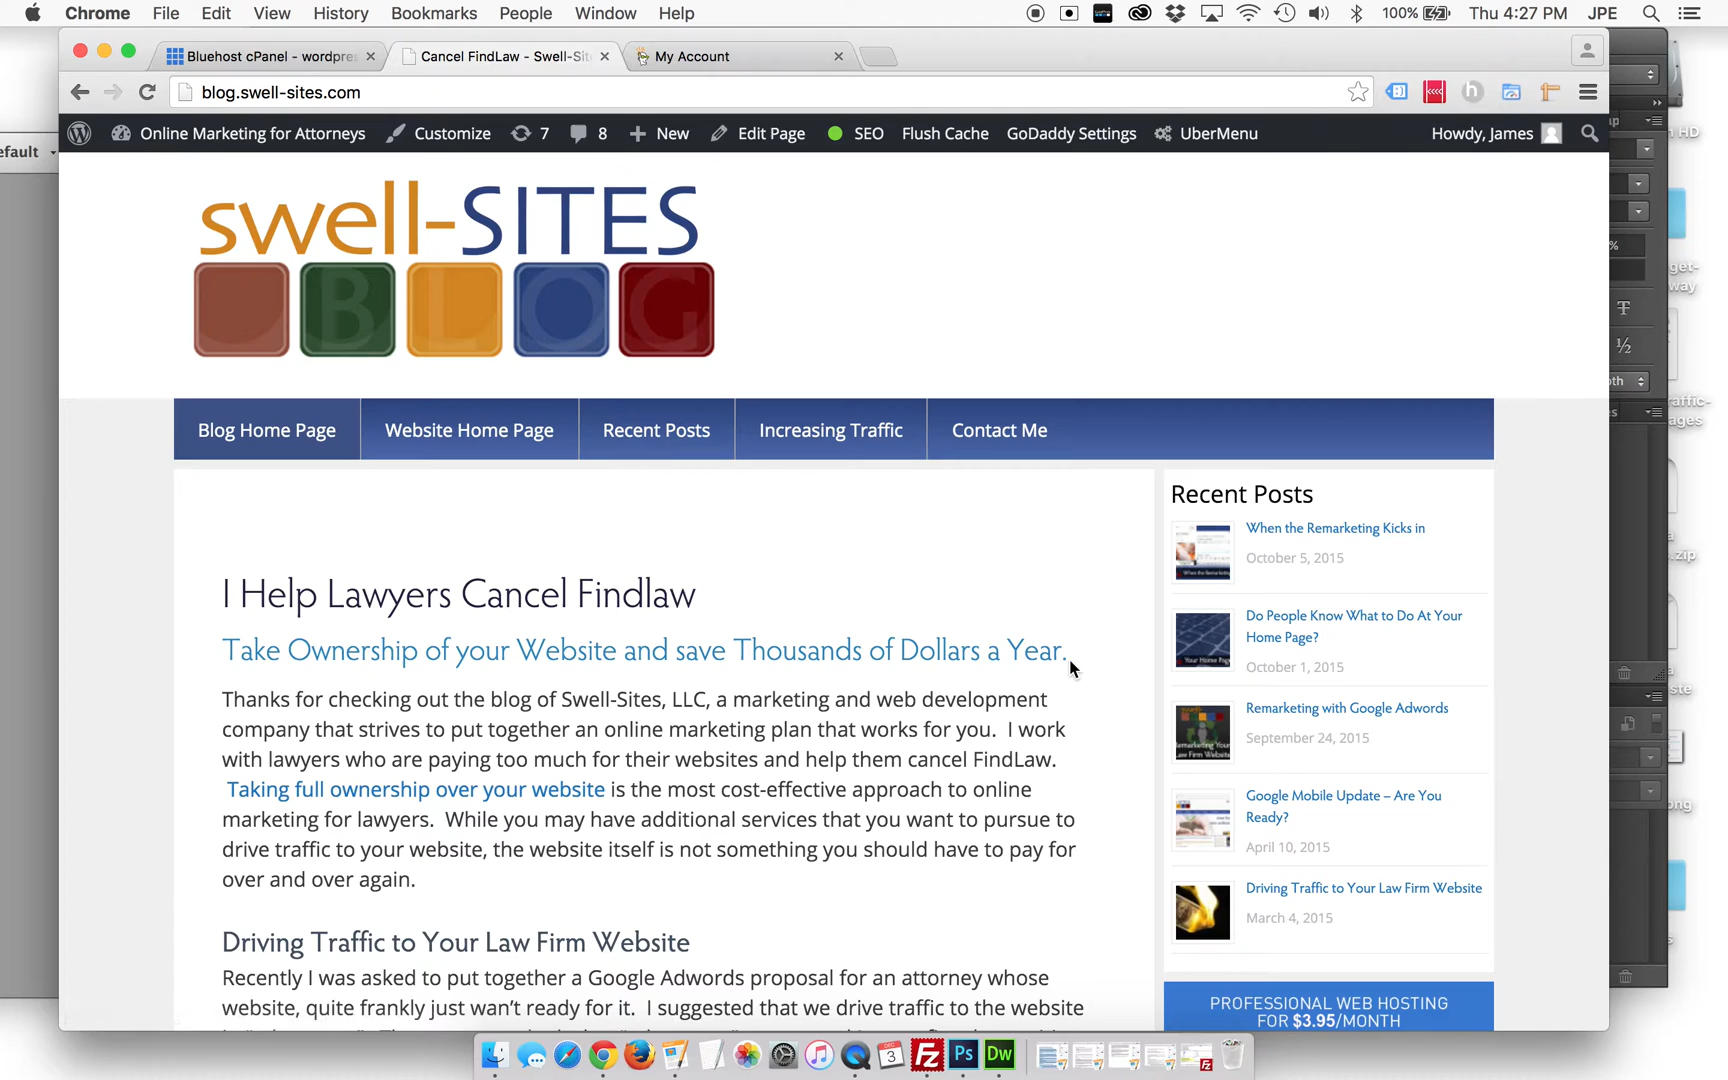 Chrome File Edit View History Bookmarks People Window Help 100% Thu 4:27 PM JPE
Bluehost cPanel - wordpres Cancel FindLaw - Swell-Sit My Account
blog.swell-sites.com
Online Marketing for Attorneys Customize 7 8 New Edit Page SEO Flush Cache GoDaddy Settings UberMenu Howdy, James
efault
swell-SITES
BLOG
Blog Home Page Website Home Page Recent Posts Increasing Traffic Contact Me
I Help Lawyers Cancel Findlaw
Take Ownership of your Website and save Thousands of Dollars a Year.
Thanks for checking out the blog of Swell-Sites, LLC, a marketing and web development
company that strives to put together an online marketing plan that works for you. I work
with lawyers who are paying too much for their websites and help them cancel FindLaw.
Taking full ownership over your website is the most cost-effective approach to online
marketing for lawyers. While you may have additional services that you want to pursue to
drive traffic to your website, the website itself is not something you should have to pay for
over and over again.
Driving Traffic to Your Law Firm Website
Recently I was asked to put together a Google Adwords proposal for an attorney whose
website, quite frankly just wan't ready for it. I suggested that we drive traffic to the website
Recent Posts
When the Remarketing Kicks in
October 5, 2015
Do People Know What to Do At Your
Home Page?
October 1, 2015
Remarketing with Google Adwords
September 24, 2015
Google Mobile Update – Are You
Ready?
April 10, 2015
Driving Traffic to Your Law Firm Website
March 4, 2015
PROFESSIONAL WEB HOSTING
FOR $3.95/MONTH